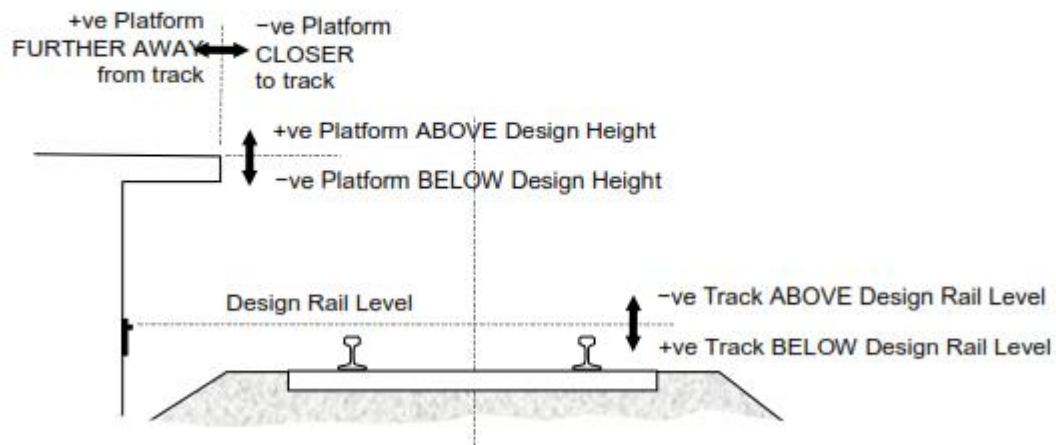 +ve Platform
FURTHER AWAY
from track
−ve Platform
CLOSER
to track
+ve Platform ABOVE Design Height
−ve Platform BELOW Design Height
Design Rail Level
−ve Track ABOVE Design Rail Level
+ve Track BELOW Design Rail Level